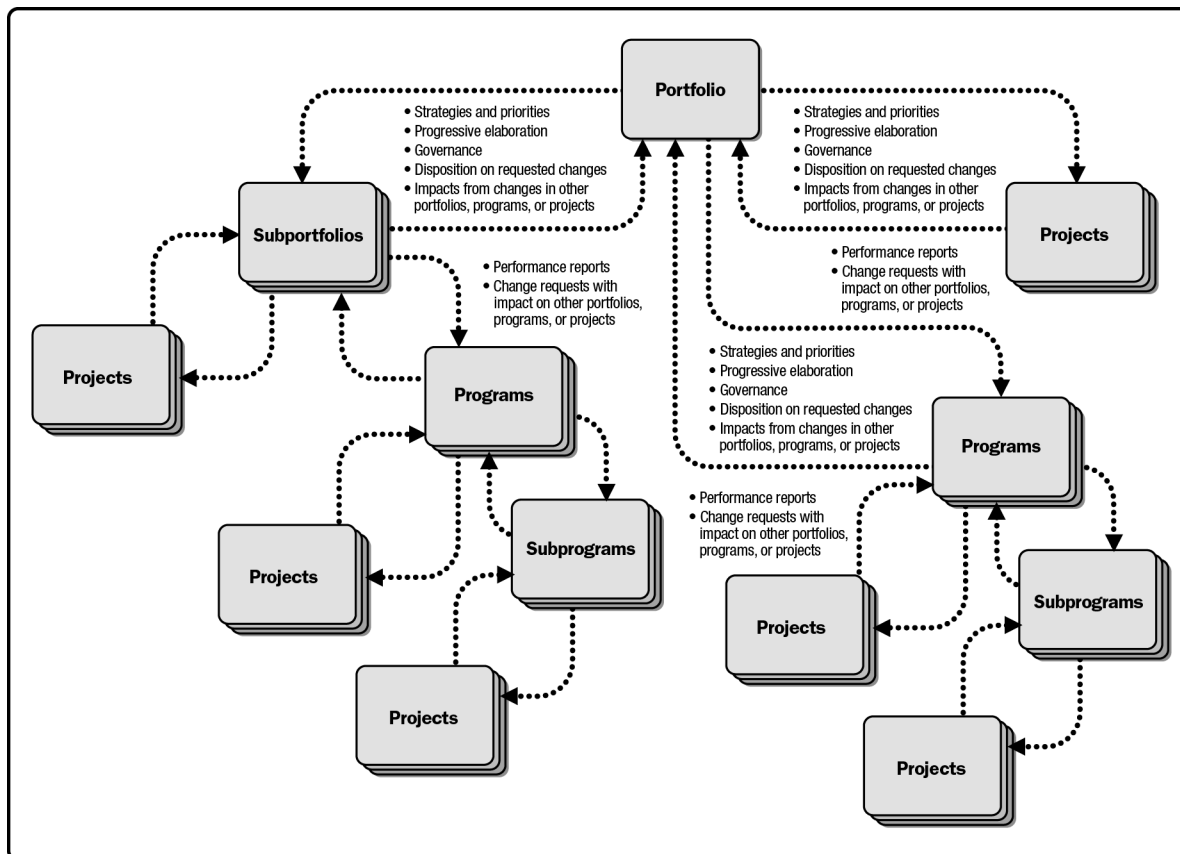 Portfolio
• Strategies and priorities
• Progressive elaboration
• Governance
• Disposition on requested changes
• Impacts from changes in other
portfolios, programs, or projects
• Strategies and priorities
• Progressive elaboration
• Governance
• Disposition on requested changes
• Impacts from changes in other
portfolios, programs, or projects
Subportfolios
Projects
• Performance reports
• Change requests with
impact on other portfolios,
programs, or projects
• Performance reports
• Change requests with
impact on other portfolios,
programs, or projects
Projects
Programs
• Strategies and priorities
• Progressive elaboration
• Governance
• Disposition on requested changes
• Impacts from changes in other
portfolios, programs, or projects
Programs
• Performance reports
• Change requests with
impact on other portfolios,
programs, or projects
Projects
Subprograms
Projects
Subprograms
Projects
Projects